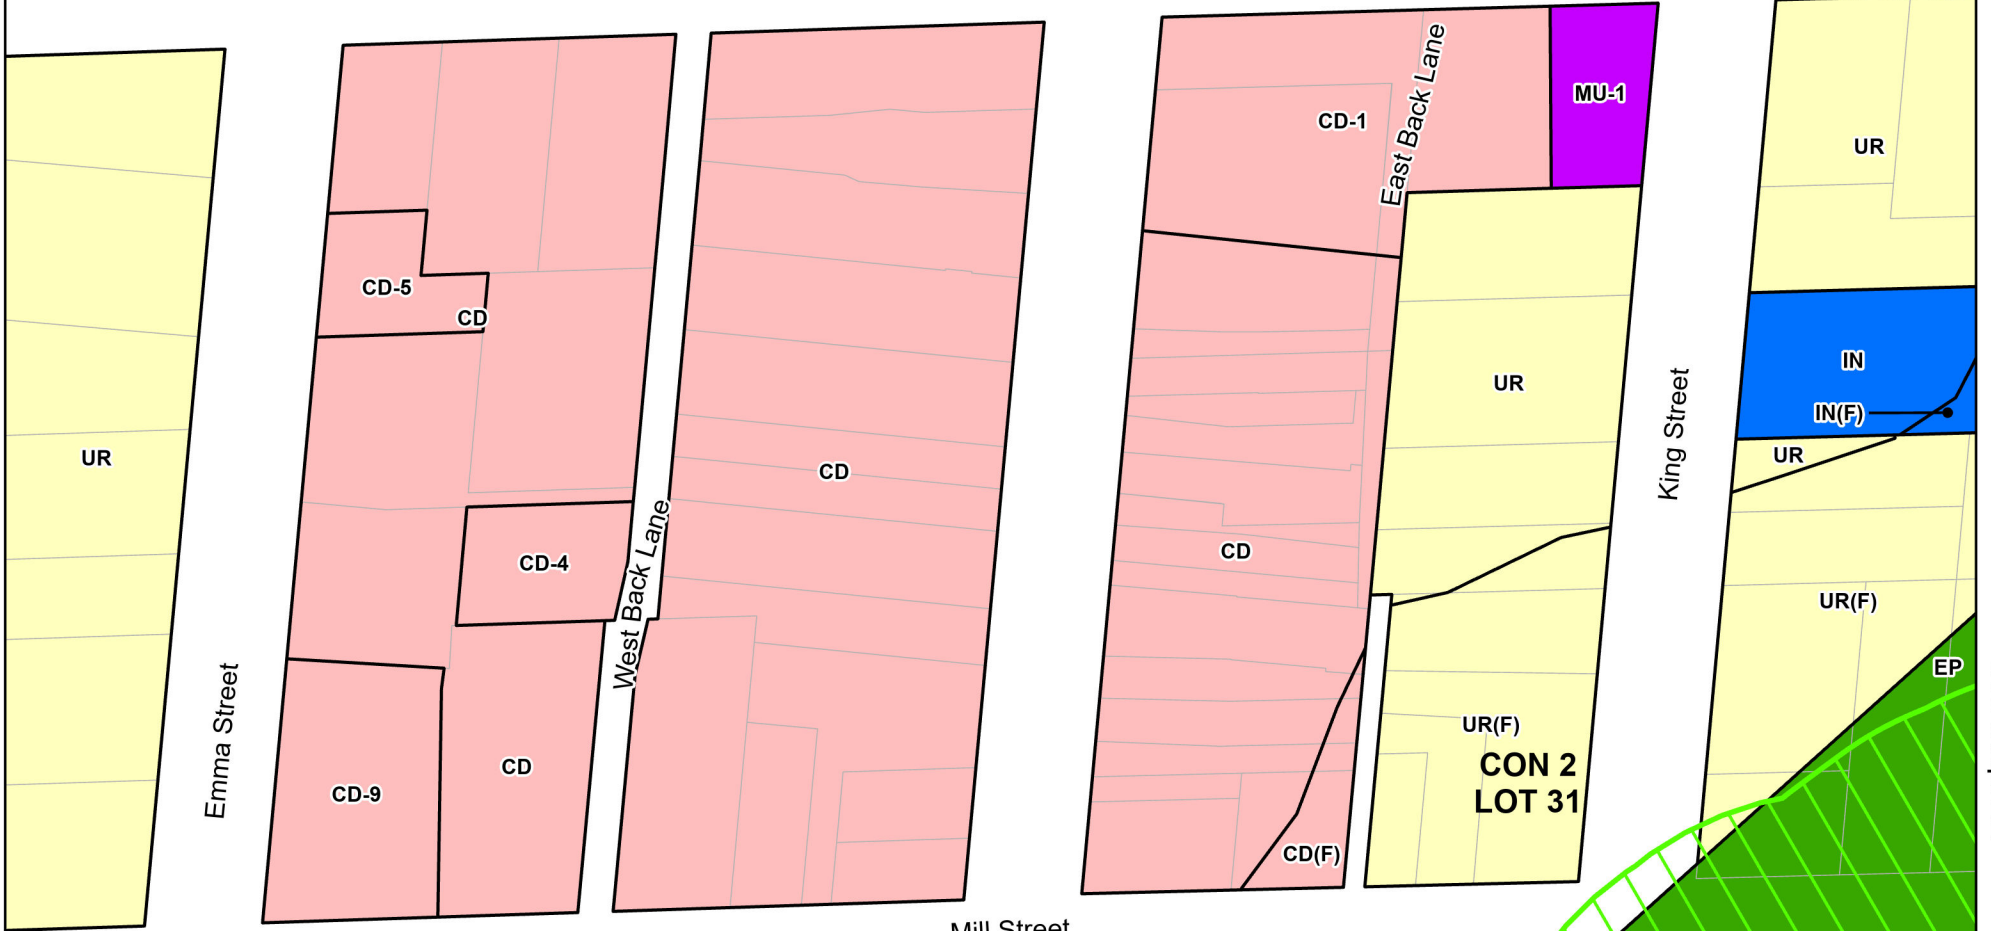 MU-1
CD-1
East Back Lane
UR
CD-5
CD
IN
UR
IN(F)
UR
UR
CD
King Street
CD
CD-4
West Back Lane
UR(F)
EP
Emma Street
UR(F)
CON 2
LOT 31
CD
CD-9
CD(F)
Mill Street